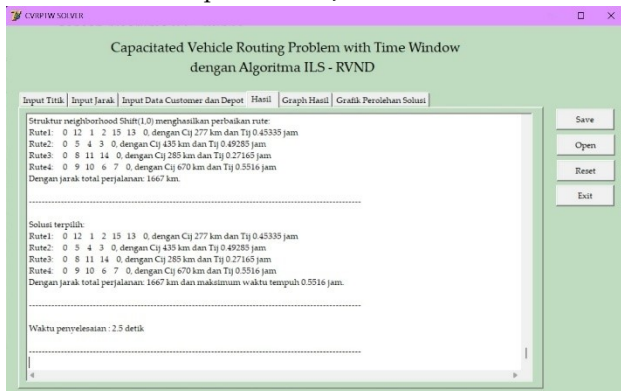 CVRPTW SOLVER
Capacitated Vehicle Routing Problem with Time Window
dengan Algoritma ILS - RVND
Input Titik Input Jarak Input Data Customer dan Depot Hasil Graph Hasil Grafik Perolehan Solusi
Struktur neighborhood Shift(1,0) menghasilkan perbaikan rute:
Rute1: 0 12 1 2 15 13 0, dengan Cij 277 km dan Tij 0.45335 jam
Rute2: 0 5 4 3 0, dengan Cij 435 km dan Tij 0.49285 jam
Rute3: 0 8 11 14 0, dengan Cij 285 km dan Tij 0.27165 jam
Rute4: 0 9 10 6 7 0, dengan Cij 670 km dan Tij 0.5516 jam
Dengan jarak total perjalanan: 1667 km.
Solusi terpilih:
Rute1: 0 12 1 2 15 13 0, dengan Cij 277 km dan Tij 0.45335 jam
Rute2: 0 5 4 3 0, dengan Cij 435 km dan Tij 0.49285 jam
Rute3: 0 8 11 14 0, dengan Cij 285 km dan Tij 0.27165 jam
Rute4: 0 9 10 6 7 0, dengan Cij 670 km dan Tij 0.5516 jam
Dengan jarak total perjalanan: 1667 km dan maksimum waktu tempuh 0.5516 jam.
Waktu penyelesaian : 2.5 detik
Save
Open
Reset
Exit